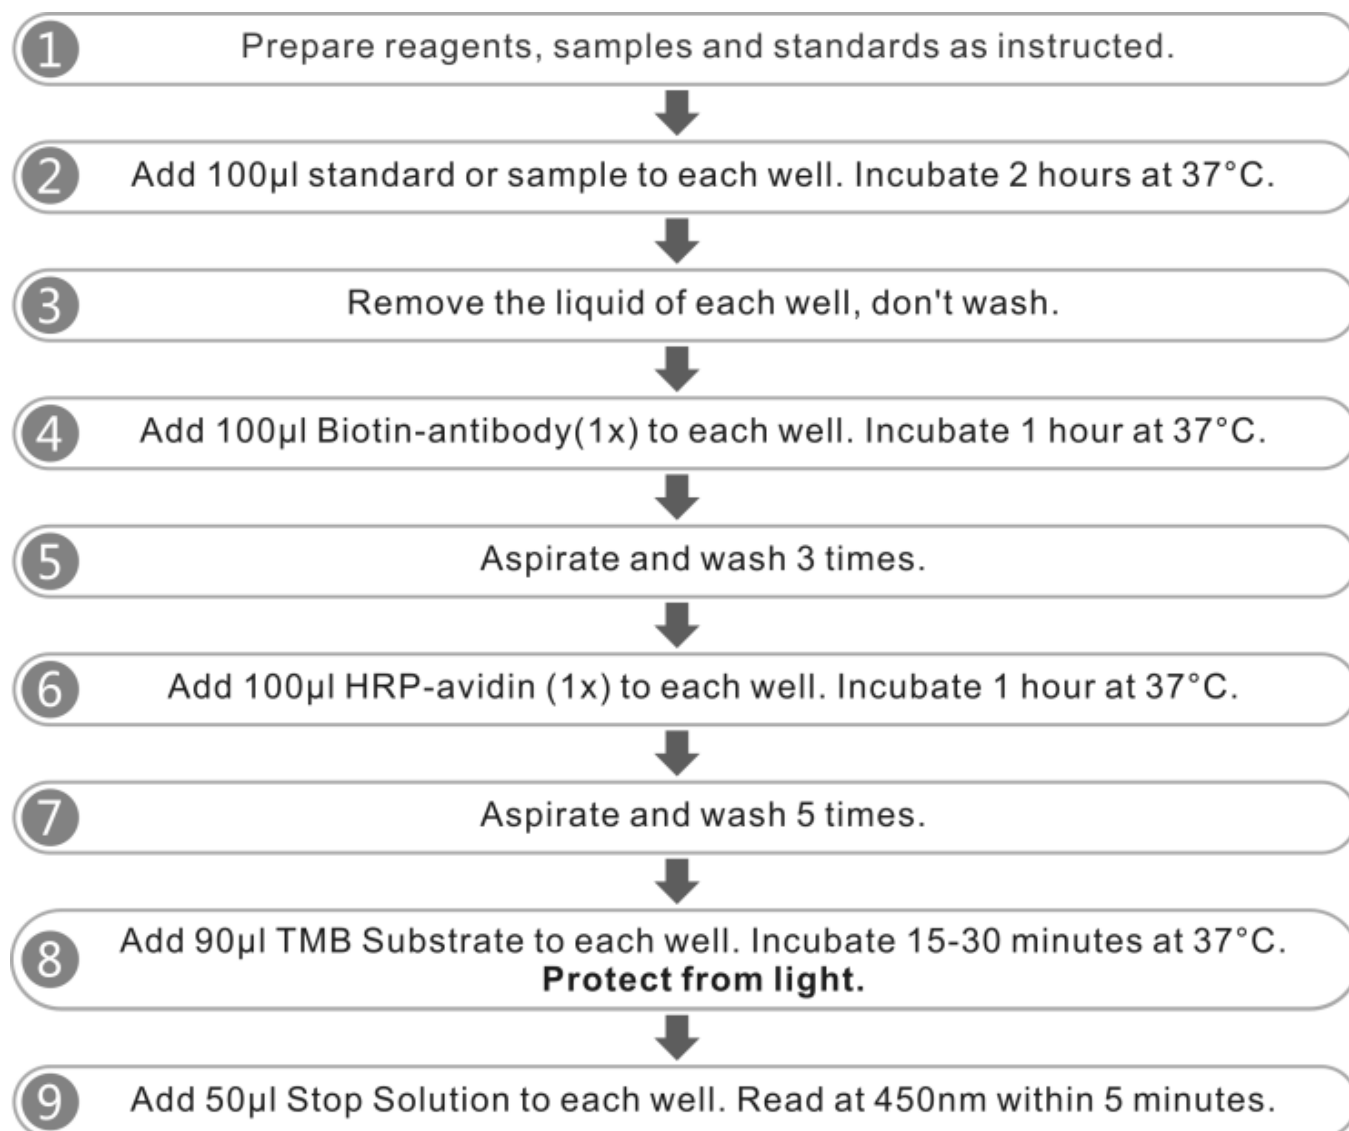 1 Prepare reagents, samples and standards as instructed.
2 Add 100µl standard or sample to each well. Incubate 2 hours at 37°C.
3 Remove the liquid of each well, don't wash.
4 Add 100µl Biotin-antibody(1x) to each well. Incubate 1 hour at 37°C.
5 Aspirate and wash 3 times.
6 Add 100µl HRP-avidin (1x) to each well. Incubate 1 hour at 37°C.
7 Aspirate and wash 5 times.
8 Add 90µl TMB Substrate to each well. Incubate 15-30 minutes at 37°C.
Protect from light.
9 Add 50µl Stop Solution to each well. Read at 450nm within 5 minutes.